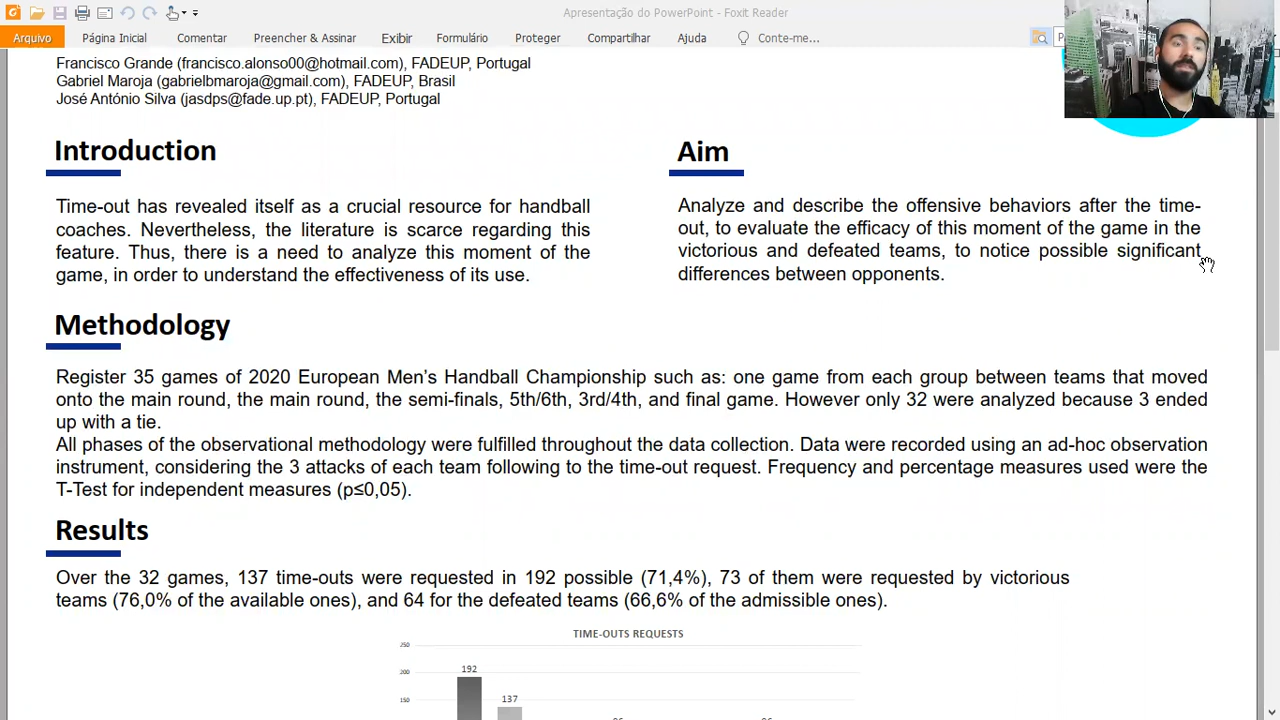 Apresentação do PowerPoint - Foxit Reader
Arquivo
Página Inicial
Comentar
Preencher & Assinar
Exibir
Formulário
Proteger
Compartilhar
Ajuda
Conte-me...
Francisco Grande (francisco.alonso00@hotmail.com), FADEUP, Portugal
Gabriel Maroja (gabrielbmaroja@gmail.com), FADEUP, Brasil
José António Silva (jasdps@fade.up.pt), FADEUP, Portugal
Introduction
Time-out has revealed itself as a crucial resource for handball
coaches. Nevertheless, the literature is scarce regarding this
feature. Thus, there is a need to analyze this moment of the
game, in order to understand the effectiveness of its use.
Aim
Analyze and describe the offensive behaviors after the time-
out, to evaluate the efficacy of this moment of the game in the
victorious and defeated teams, to notice possible significant
differences between opponents.
Methodology
Register 35 games of 2020 European Men's Handball Championship such as: one game from each group between teams that moved
onto the main round, the main round, the semi-finals, 5th/6th, 3rd/4th, and final game. However only 32 were analyzed because 3 ended
up with a tie.
All phases of the observational methodology were fulfilled throughout the data collection. Data were recorded using an ad-hoc observation
instrument, considering the 3 attacks of each team following to the time-out request. Frequency and percentage measures used were the
T-Test for independent measures (p≤0,05).
Results
Over the 32 games, 137 time-outs were requested in 192 possible (71,4%), 73 of them were requested by victorious
teams (76,0% of the available ones), and 64 for the defeated teams (66,6% of the admissible ones).
TIME-OUTS REQUESTS
250
200
192
150
137